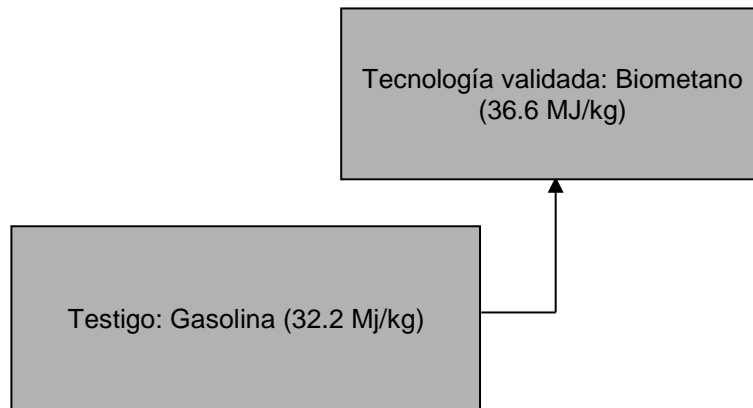 Tecnología validada: Biometano
(36.6 MJ/kg)
Testigo: Gasolina (32.2 Mj/kg)